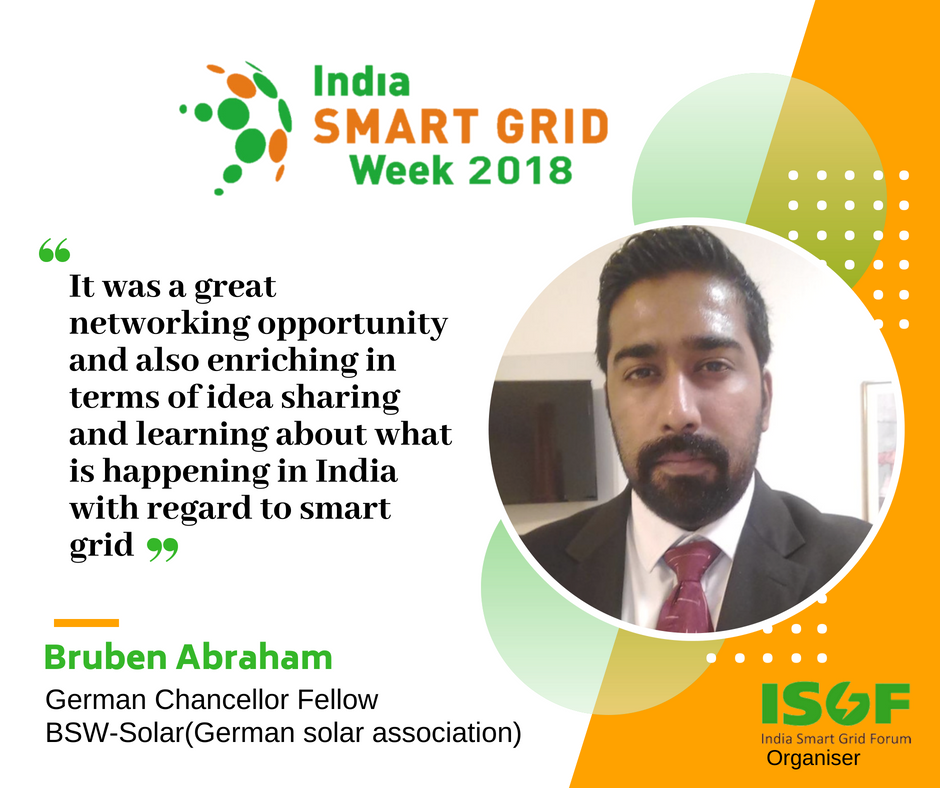 India
SMART GRID
Week 2018
“
It was a great
networking opportunity
and also enriching in
terms of idea sharing
and learning about what
is happening in India
with regard to smart
grid ”
Bruben Abraham
German Chancellor Fellow
BSW-Solar(German solar association)
ISGF
India Smart Grid Forum
Organiser